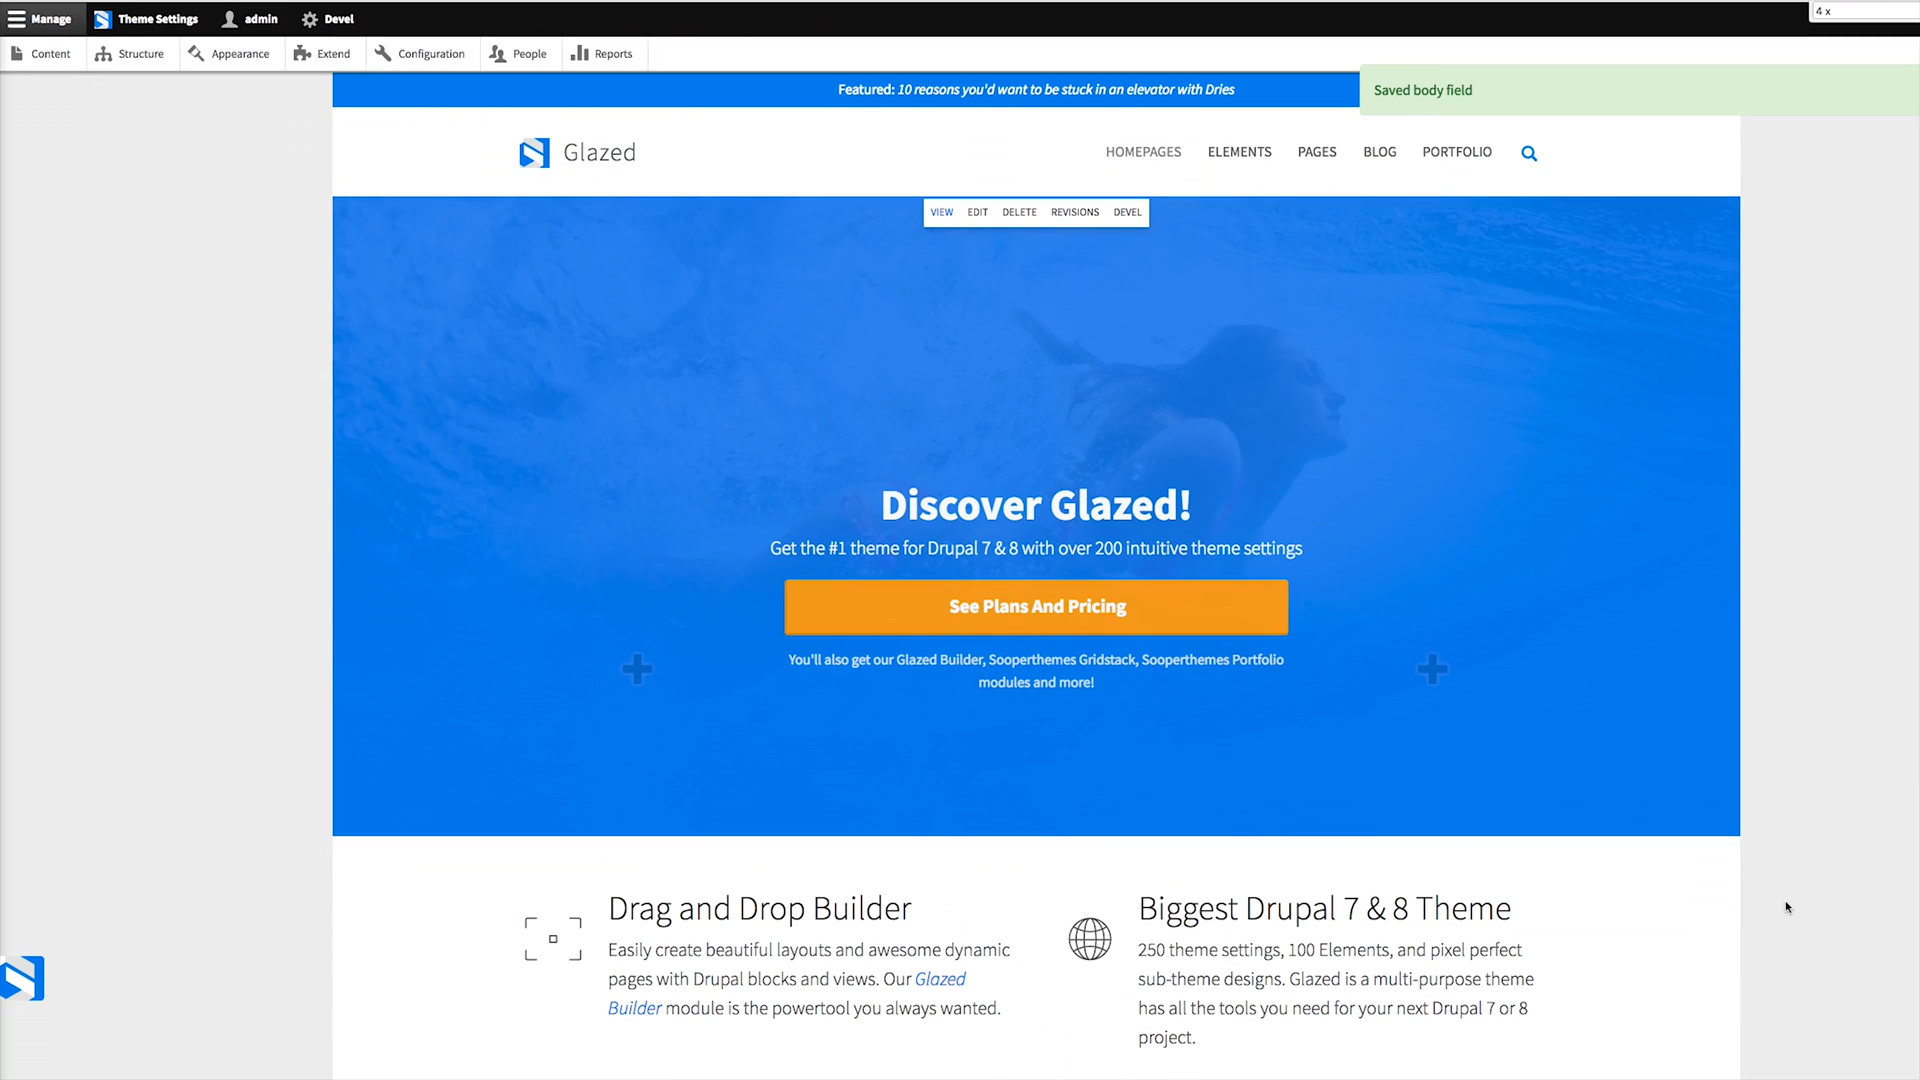 Manage
Theme Settings
admin
Devel
4 x
Content
Structure
Appearance
Extend
Configuration
People
Reports
Featured: 10 reasons you'd want to be stuck in an elevator with Dries
Saved body field
Glazed
HOMEPAGES
ELEMENTS
PAGES
BLOG
PORTFOLIO
VIEW
EDIT
DELETE
REVISIONS
DEVEL
Discover Glazed!
Get the #1 theme for Drupal 7 & 8 with over 200 intuitive theme settings
See Plans And Pricing
You'll also get our Glazed Builder, Sooperthemes Gridstack, Sooperthemes Portfolio
modules and more!
Drag and Drop Builder
Easily create beautiful layouts and awesome dynamic
pages with Drupal blocks and views. Our Glazed
Builder module is the powertool you always wanted.
Biggest Drupal 7 & 8 Theme
250 theme settings, 100 Elements, and pixel perfect
sub-theme designs. Glazed is a multi-purpose theme
has all the tools you need for your next Drupal 7 or 8
project.